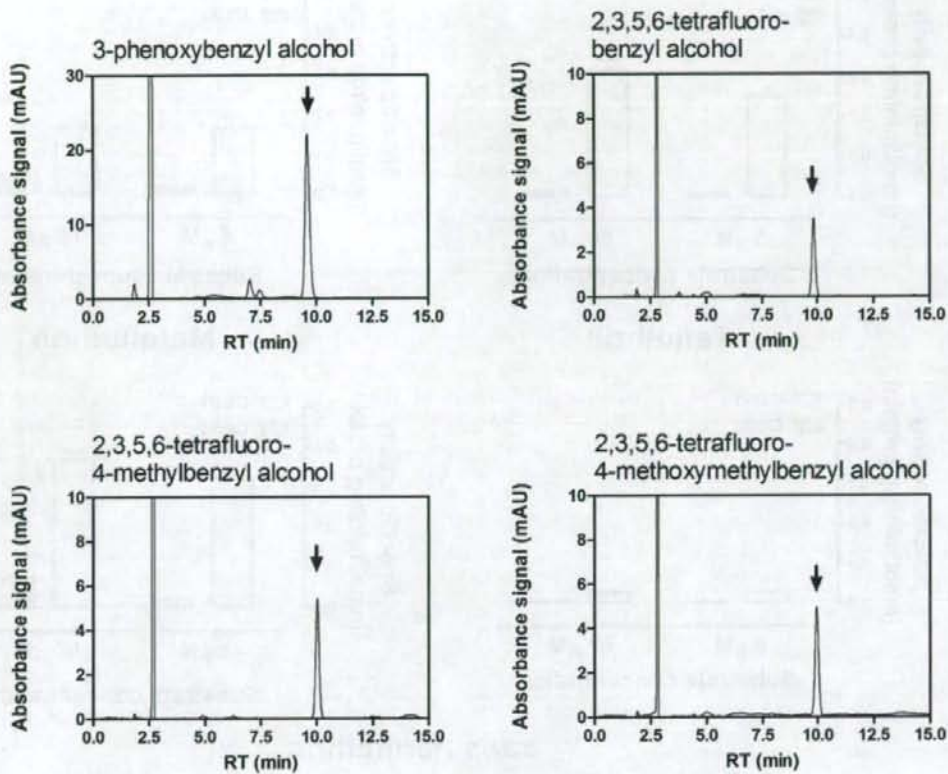 3-phenoxybenzyl alcohol
Absorbance signal (mAU)
30
20
10
0
0.0 2.5 5.0 7.5 10.0 12.5 15.0
RT (min)
2,3,5,6-tetrafluoro-
benzyl alcohol
Absorbance signal (mAU)
10
8
6
4
2
0
0.0 2.5 5.0 7.5 10.0 12.5 15.0
RT (min)
2,3,5,6-tetrafluoro-
4-methylbenzyl alcohol
Absorbance signal (mAU)
10
8
6
4
2
0
0.0 2.5 5.0 7.5 10.0 12.5 15.0
RT (min)
2,3,5,6-tetrafluoro-
4-methoxymethylbenzyl alcohol
Absorbance signal (mAU)
10
8
6
4
2
0
0.0 2.5 5.0 7.5 10.0 12.5 15.0
RT (min)